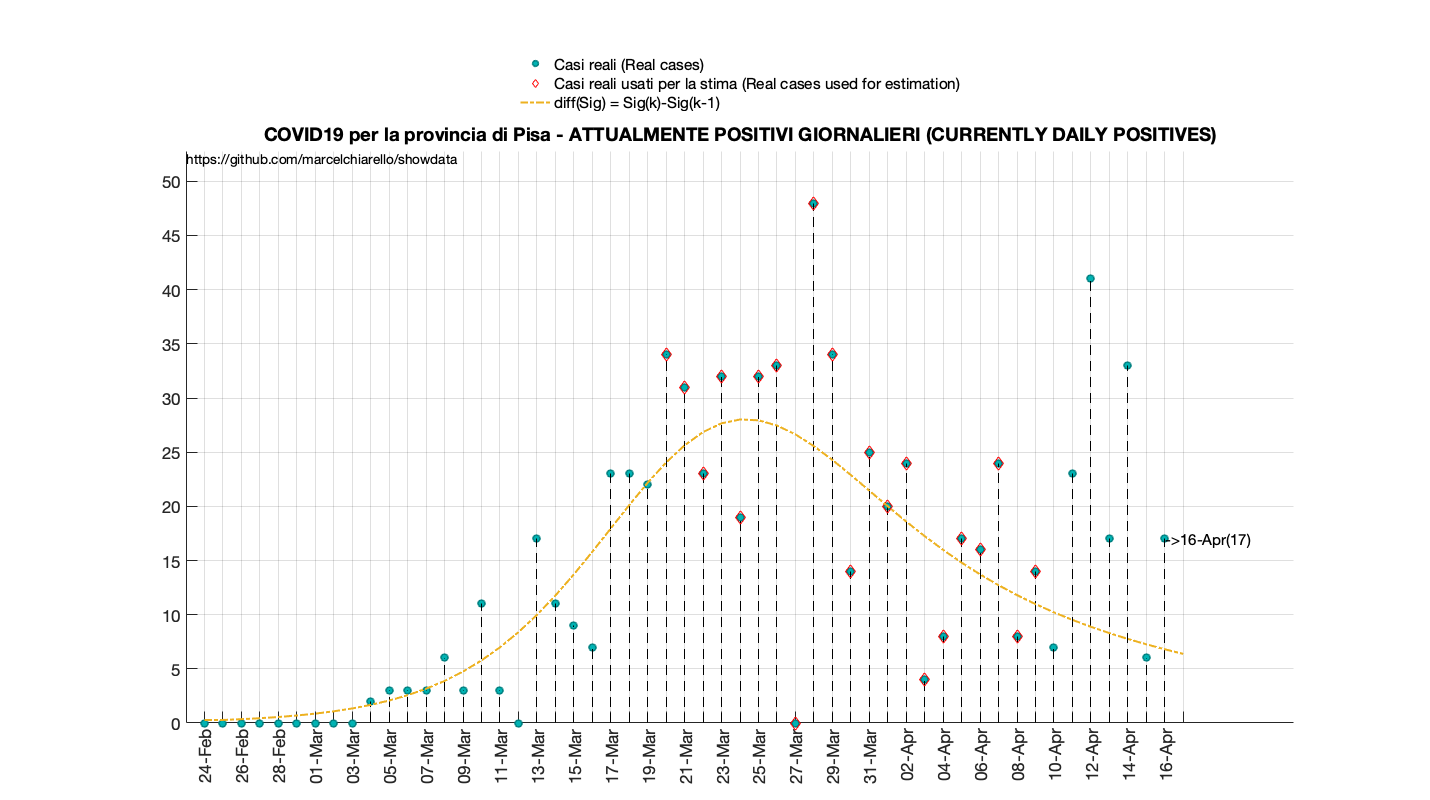 Casi reali (Real cases)
Casi reali usati per la stima (Real cases used for estimation)
diff(Sig) = Sig(k)-Sig(k-1)
COVID19 per la provincia di Pisa - ATTUALMENTE POSITIVI GIORNALIERI (CURRENTLY DAILY POSITIVES)
https://github.com/marcelchiarello/showdata
50
45
40
35
30
25
20
15
10
5
0
->16-Apr(17)
24-Feb
26-Feb
28-Feb
01-Mar
03-Mar
05-Mar
07-Mar
09-Mar
11-Mar
13-Mar
15-Mar
17-Mar
19-Mar
21-Mar
23-Mar
25-Mar
27-Mar
29-Mar
31-Mar
02-Apr
04-Apr
06-Apr
08-Apr
10-Apr
12-Apr
14-Apr
16-Apr